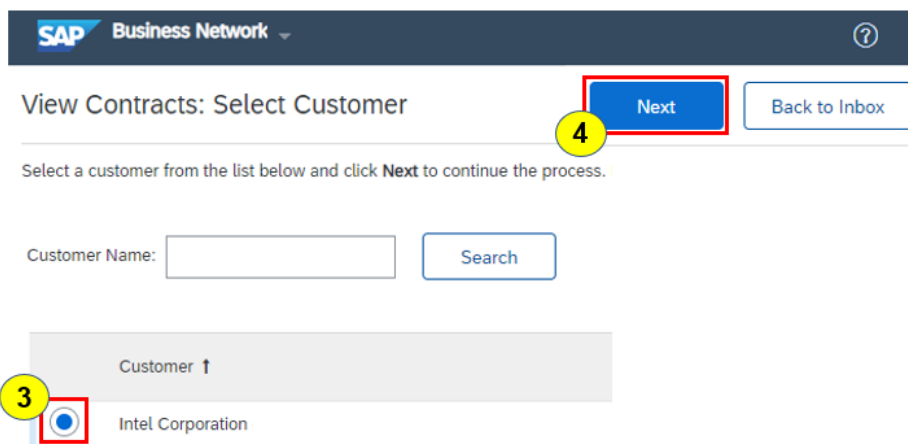 SAP Business Network
View Contracts: Select Customer
Next
Back to Inbox
4
Select a customer from the list below and click Next to continue the process.
Customer Name:
Search
Customer ↑
3
Intel Corporation